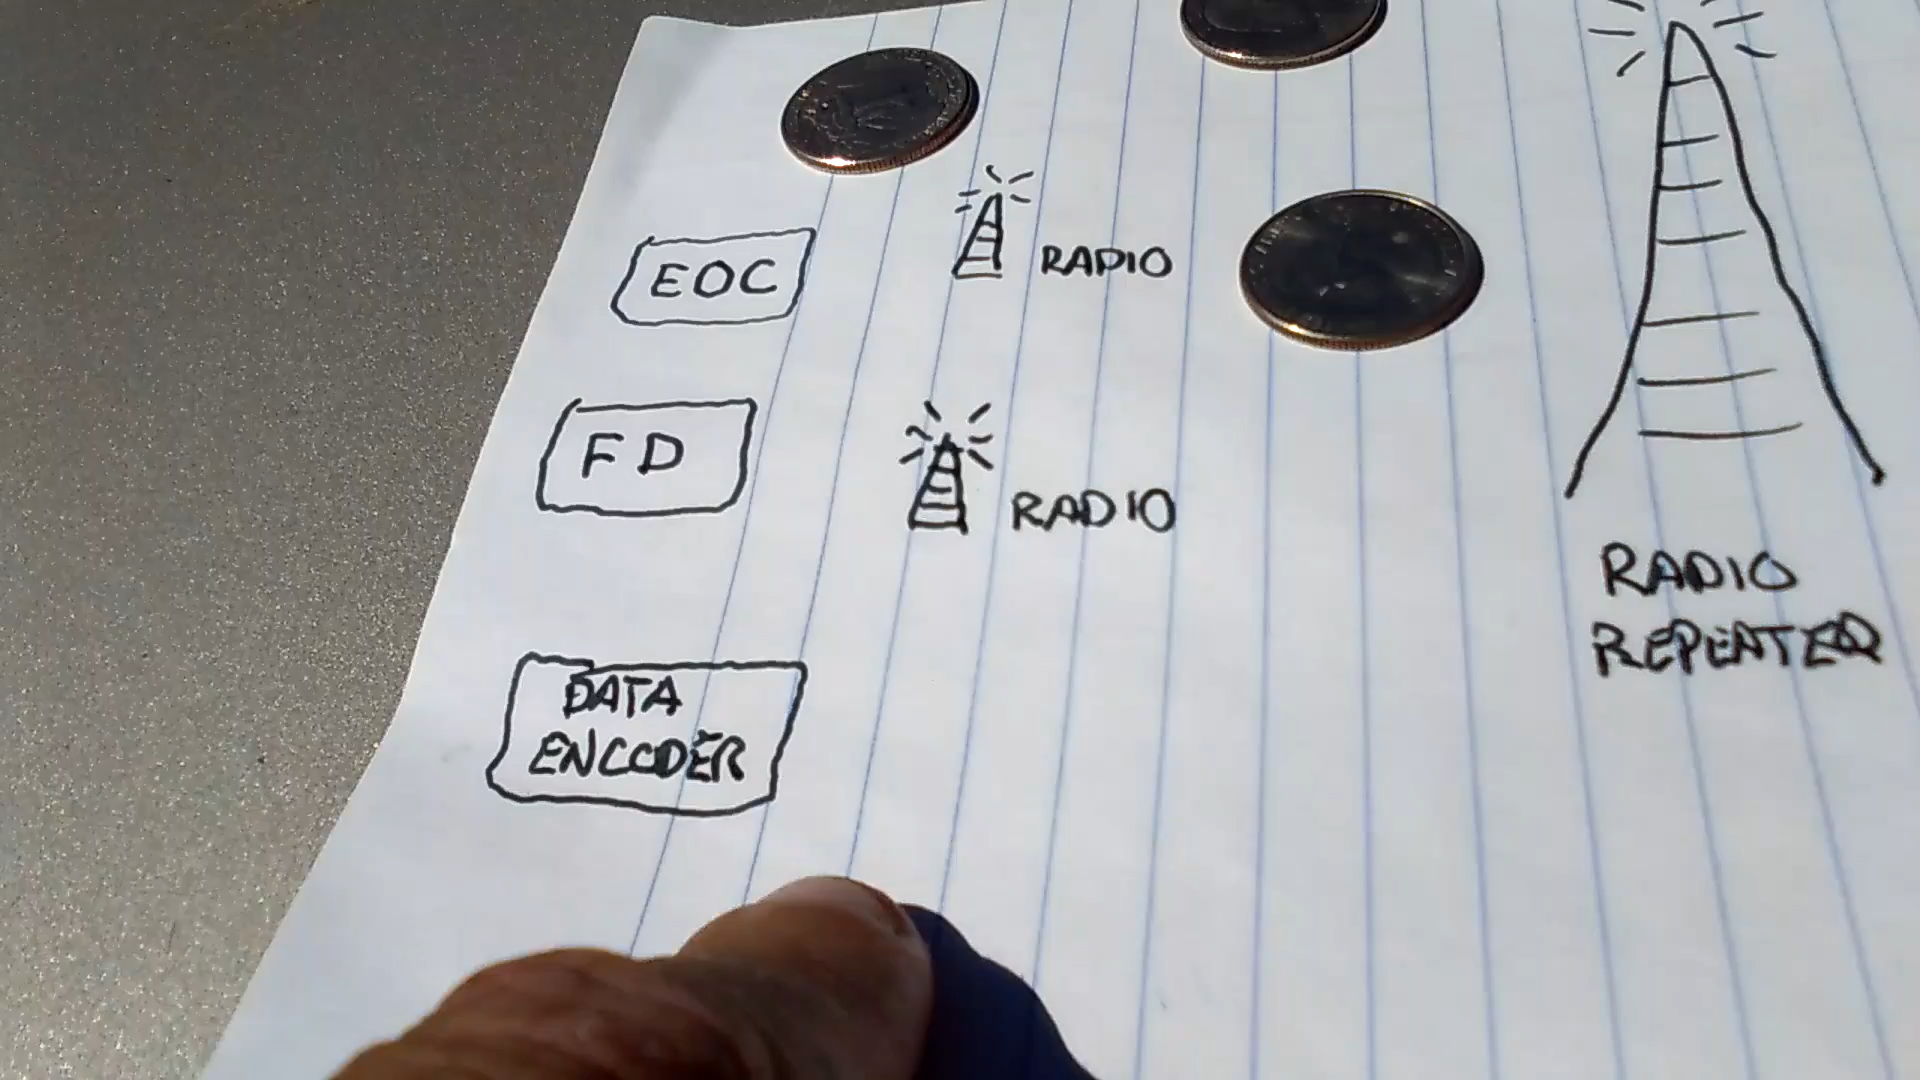 EOC
RADIO
FD
RADIO
RADIO
REPEATER
DATA
ENCODER